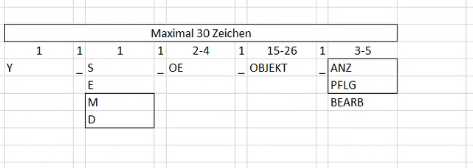 Maximal 30 Zeichen
1 1 1 1 2-4 1 15-26 1 3-5
Y _ S _ OE _ OBJEKT _ ANZ
E PFLG
M BEARB
D